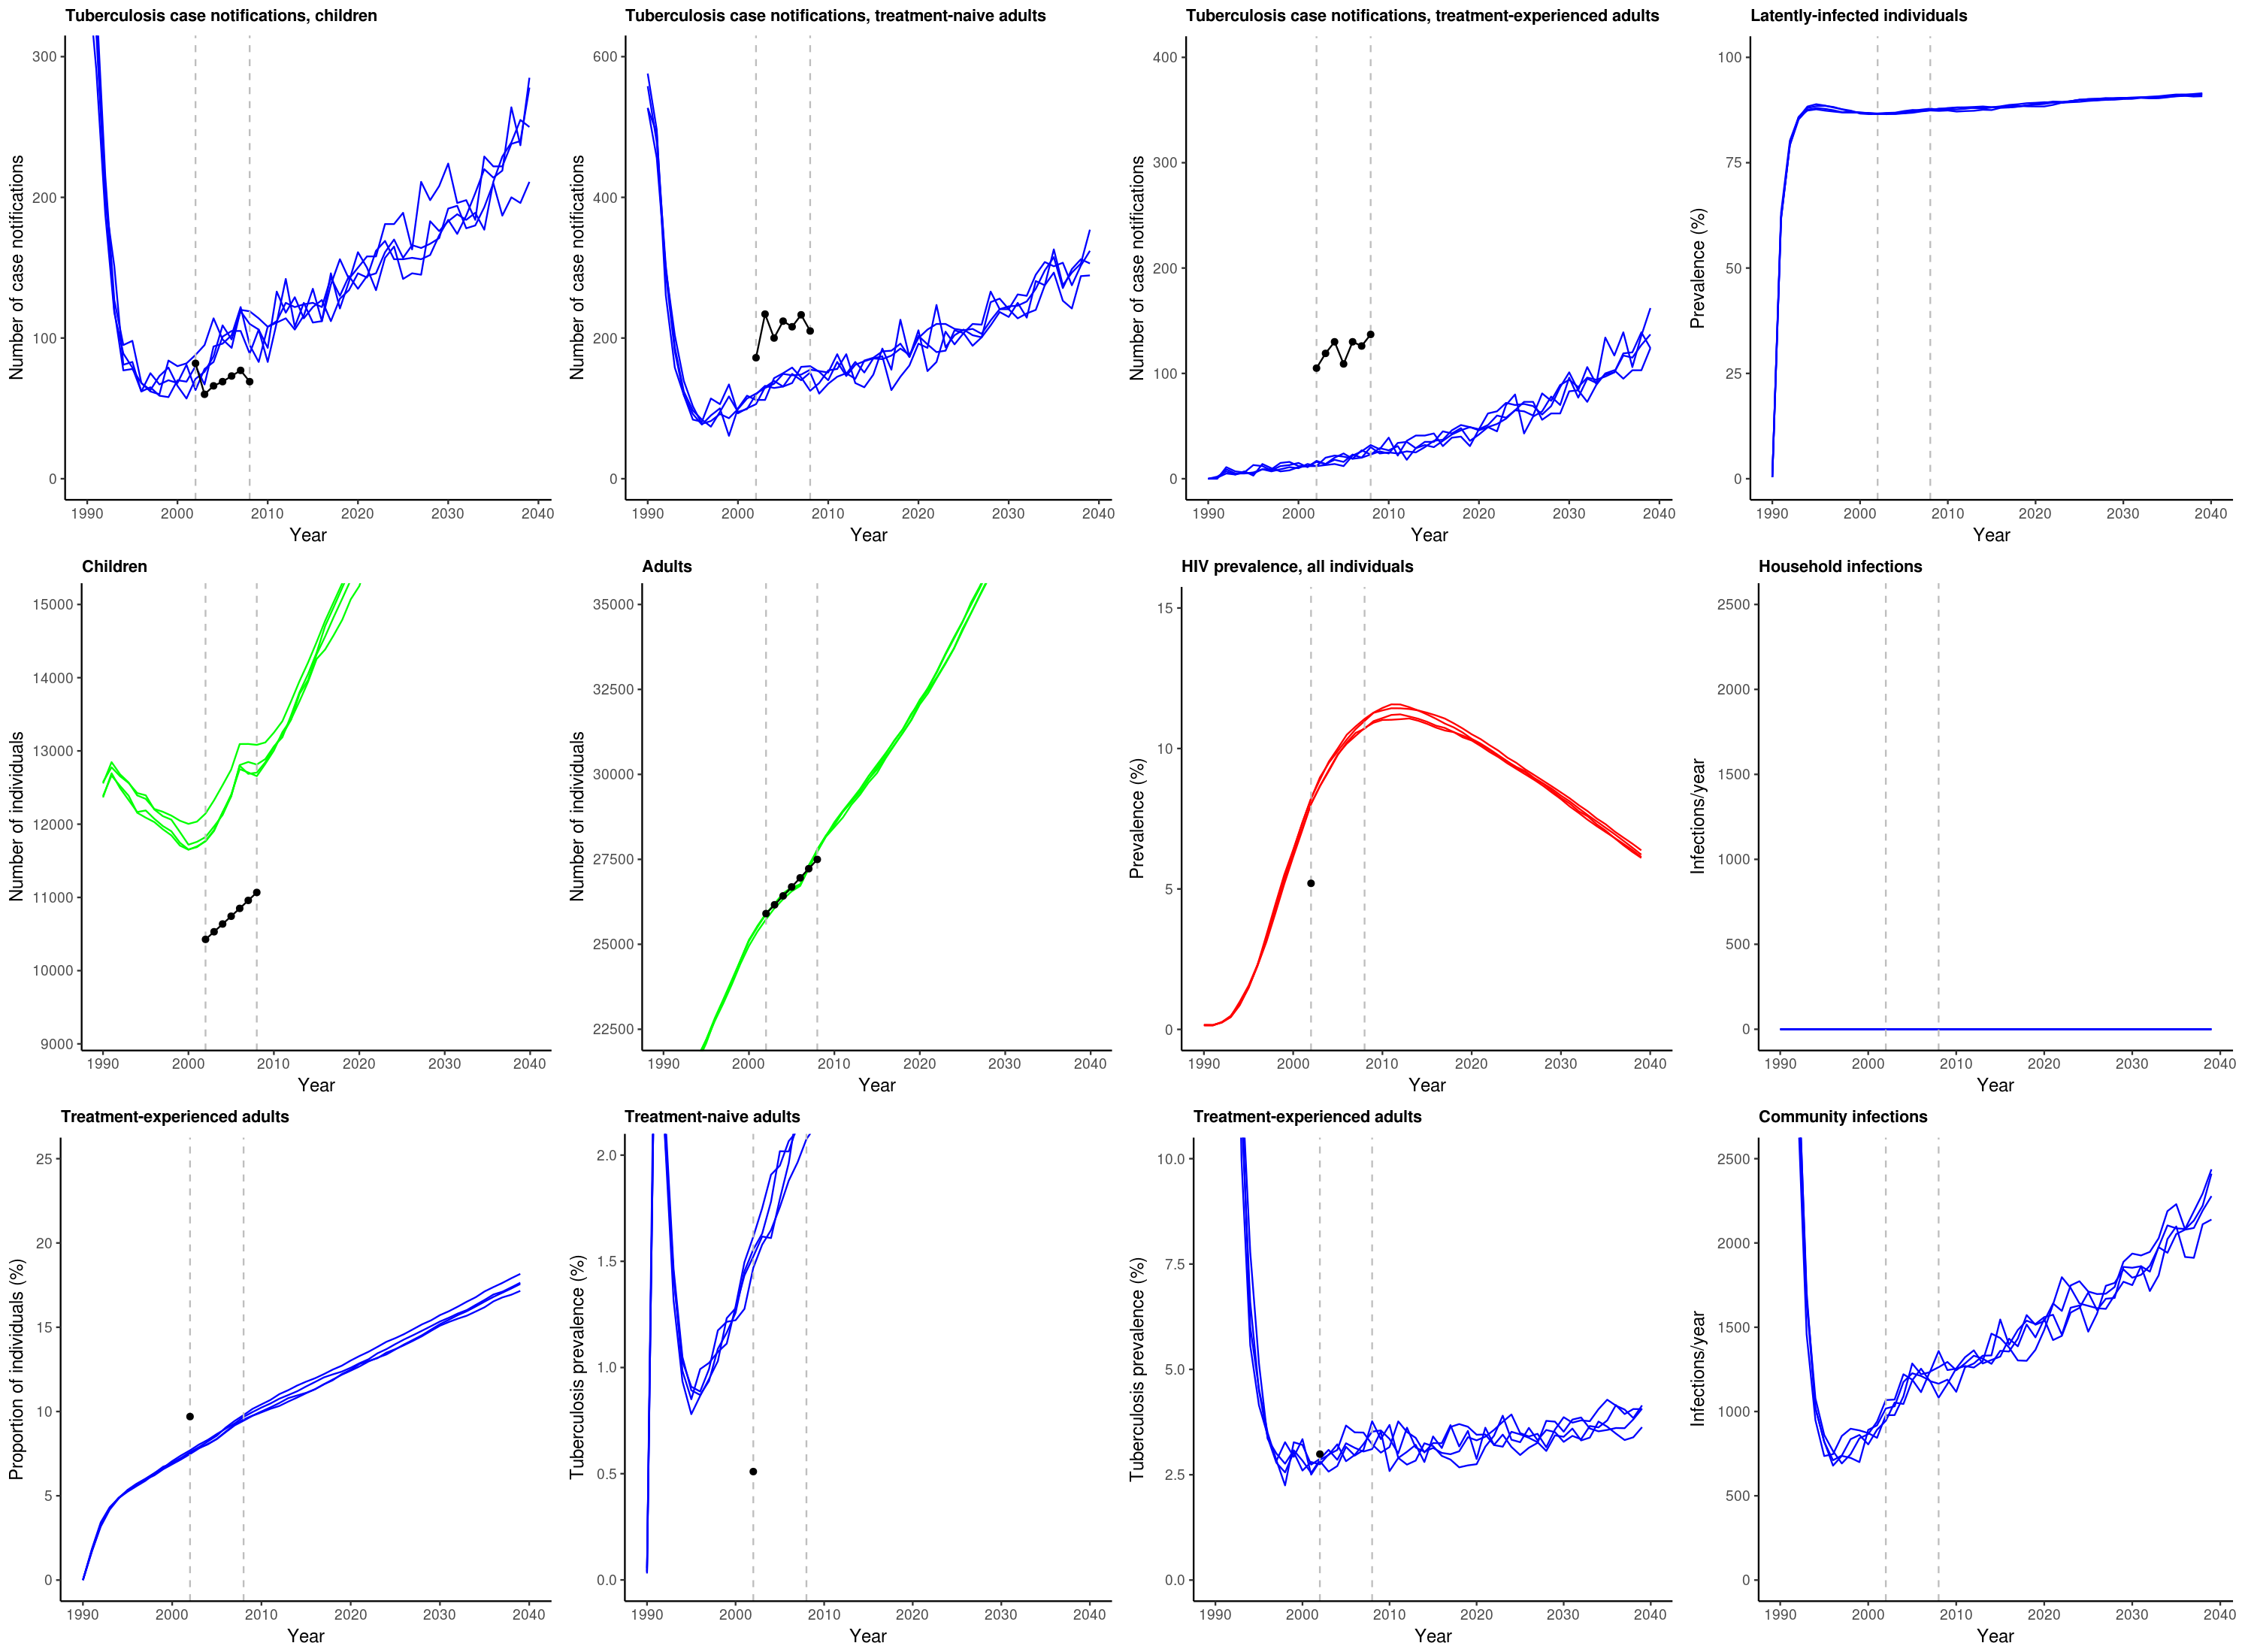 Tuberculosis case notifications, children
Number of case notifications
300
200
100
0
1990 2000 2010 2020 2030 2040
Year
Tuberculosis case notifications, treatment-naive adults
Number of case notifications
600
400
200
0
1990 2000 2010 2020 2030 2040
Year
Tuberculosis case notifications, treatment-experienced adults
Number of case notifications
400
300
200
100
0
1990 2000 2010 2020 2030 2040
Year
Latently-infected individuals
Prevalence (%)
100
75
50
25
0
1990 2000 2010 2020 2030 2040
Year
Children
Number of individuals
15000
14000
13000
12000
11000
10000
9000
1990 2000 2010 2020 2030 2040
Year
Adults
Number of individuals
35000
32500
30000
27500
25000
22500
1990 2000 2010 2020 2030 2040
Year
HIV prevalence, all individuals
Prevalence (%)
15
10
5
0
1990 2000 2010 2020 2030 2040
Year
Household infections
Infections/year
2500
2000
1500
1000
500
0
1990 2000 2010 2020 2030 2040
Year
Treatment-experienced adults
Proportion of individuals (%)
25
20
15
10
5
0
1990 2000 2010 2020 2030 2040
Year
Treatment-naive adults
Tuberculosis prevalence (%)
2.0
1.5
1.0
0.5
0.0
1990 2000 2010 2020 2030 2040
Year
Treatment-experienced adults
Tuberculosis prevalence (%)
10.0
7.5
5.0
2.5
0.0
1990 2000 2010 2020 2030 2040
Year
Community infections
Infections/year
2500
2000
1500
1000
500
0
1990 2000 2010 2020 2030 2040
Year